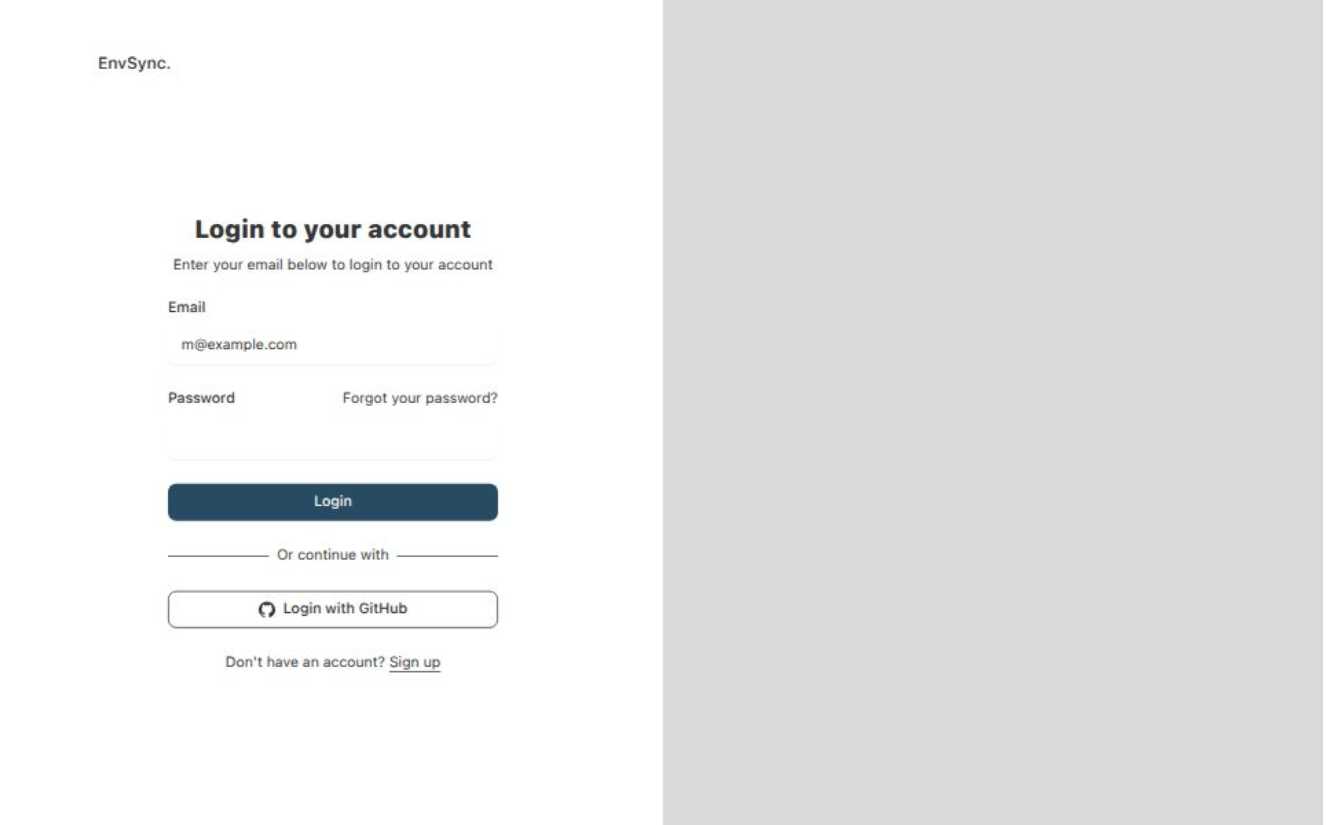 EnvSync.
Login to your account
Enter your email below to login to your account
Email
m@example.com
Password Forgot your password?
Login
Or continue with
Login with GitHub
Don't have an account? Sign up